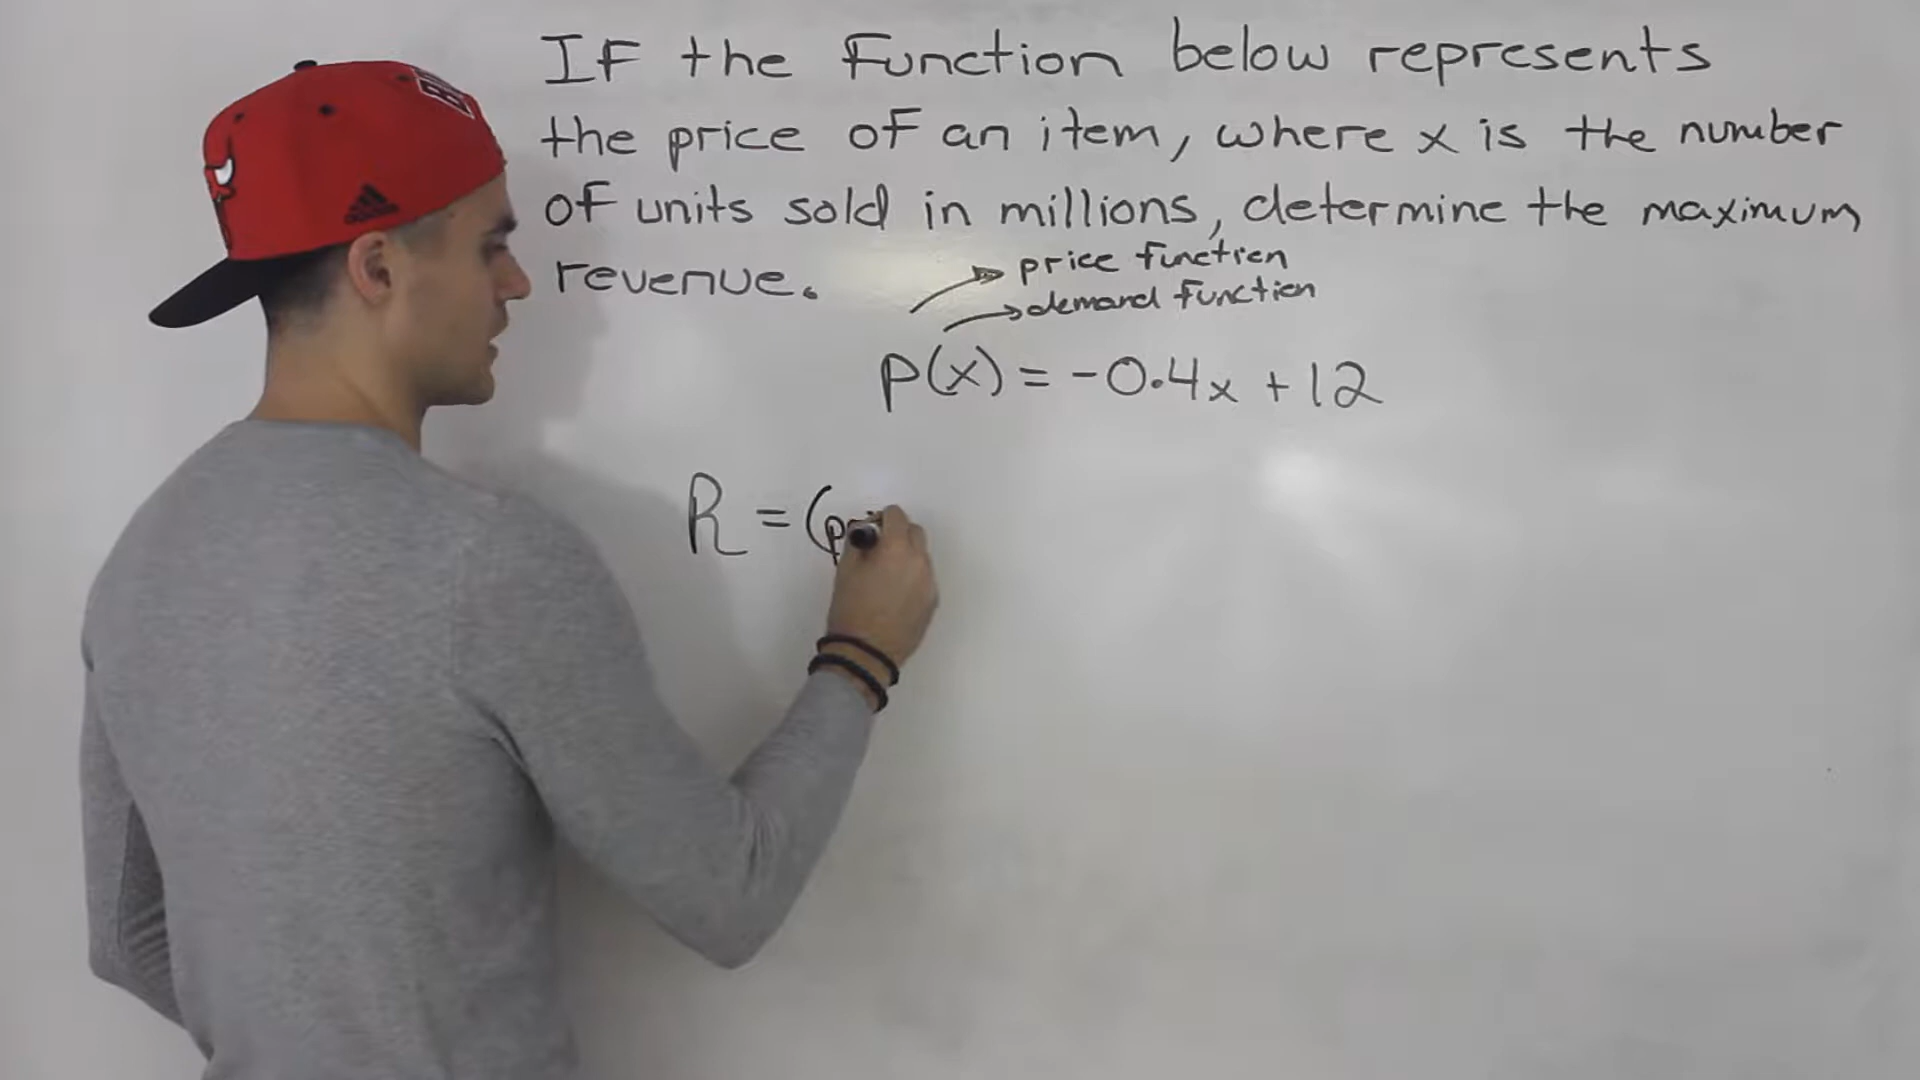 IF the Function below represents
the price of an item, where x is the number
of units sold in millions, determine the maximum
revenue.
price function
demand function
p(x) = -0.4x + 12
R = (